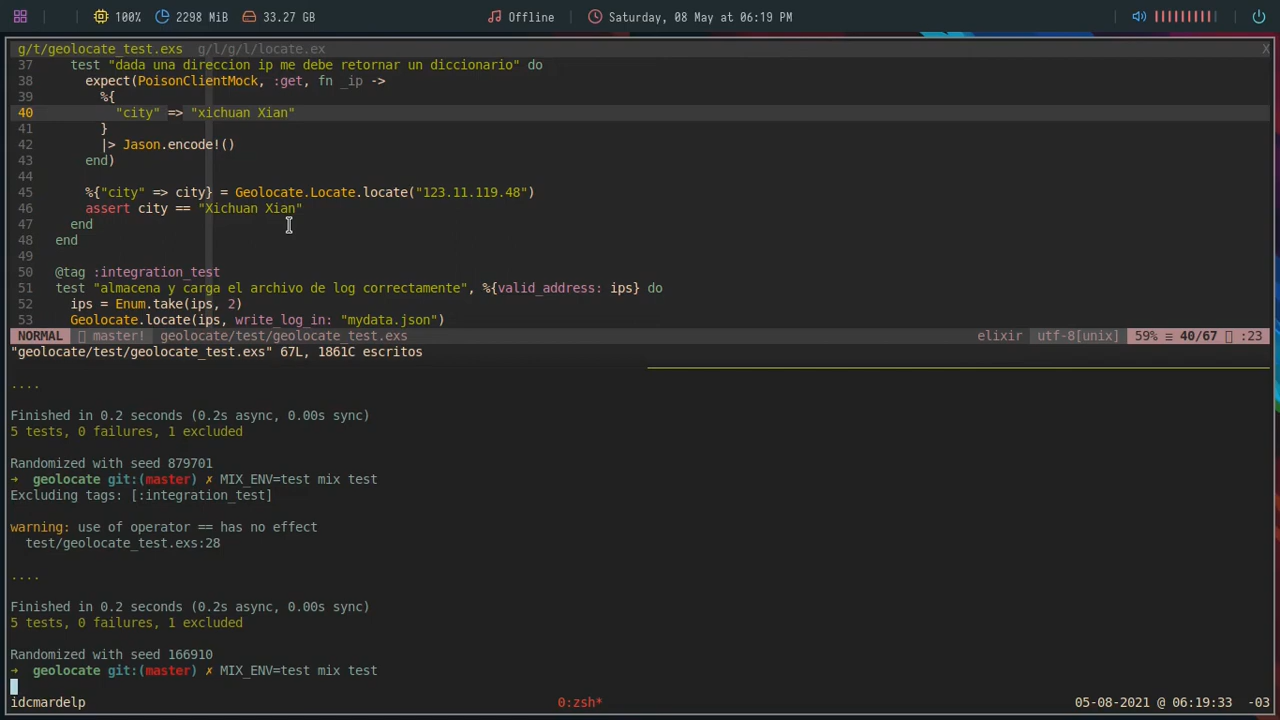 100% 2298 MiB 33.27 GB Offline Saturday, 08 May at 06:19 PM
g/t/geolocate_test.exs g/l/g/l/locate.ex X
37 test "dada una direccion ip me debe retornar un diccionario" do
38 expect(PoisonClientMock, :get, fn _ip ->
39 %{
40 "city" => "xichuan Xian"
41 }
42 |> Jason.encode!()
43 end)
44
45 %{"city" => city} = Geolocate.Locate.locate("123.11.119.48")
46 assert city == "Xichuan Xian"
47 end
48 end
49
50 @tag :integration_test
51 test "almacena y carga el archivo de log correctamente", %{valid_address: ips} do
52 ips = Enum.take(ips, 2)
53 Geolocate.locate(ips, write_log_in: "mydata.json")
NORMAL master! geolocate/test/geolocate_test.exs elixir utf-8[unix] 59% ≡ 40/67 :23
"geolocate/test/geolocate_test.exs" 67L, 1861C escritos
....
Finished in 0.2 seconds (0.2s async, 0.00s sync)
5 tests, 0 failures, 1 excluded
Randomized with seed 879701
→ geolocate git:(master) ✗ MIX_ENV=test mix test
Excluding tags: [:integration_test]
warning: use of operator == has no effect
test/geolocate_test.exs:28
....
Finished in 0.2 seconds (0.2s async, 0.00s sync)
5 tests, 0 failures, 1 excluded
Randomized with seed 166910
→ geolocate git:(master) ✗ MIX_ENV=test mix test
idcmardelp 0:zsh* 05-08-2021 @ 06:19:33 -03